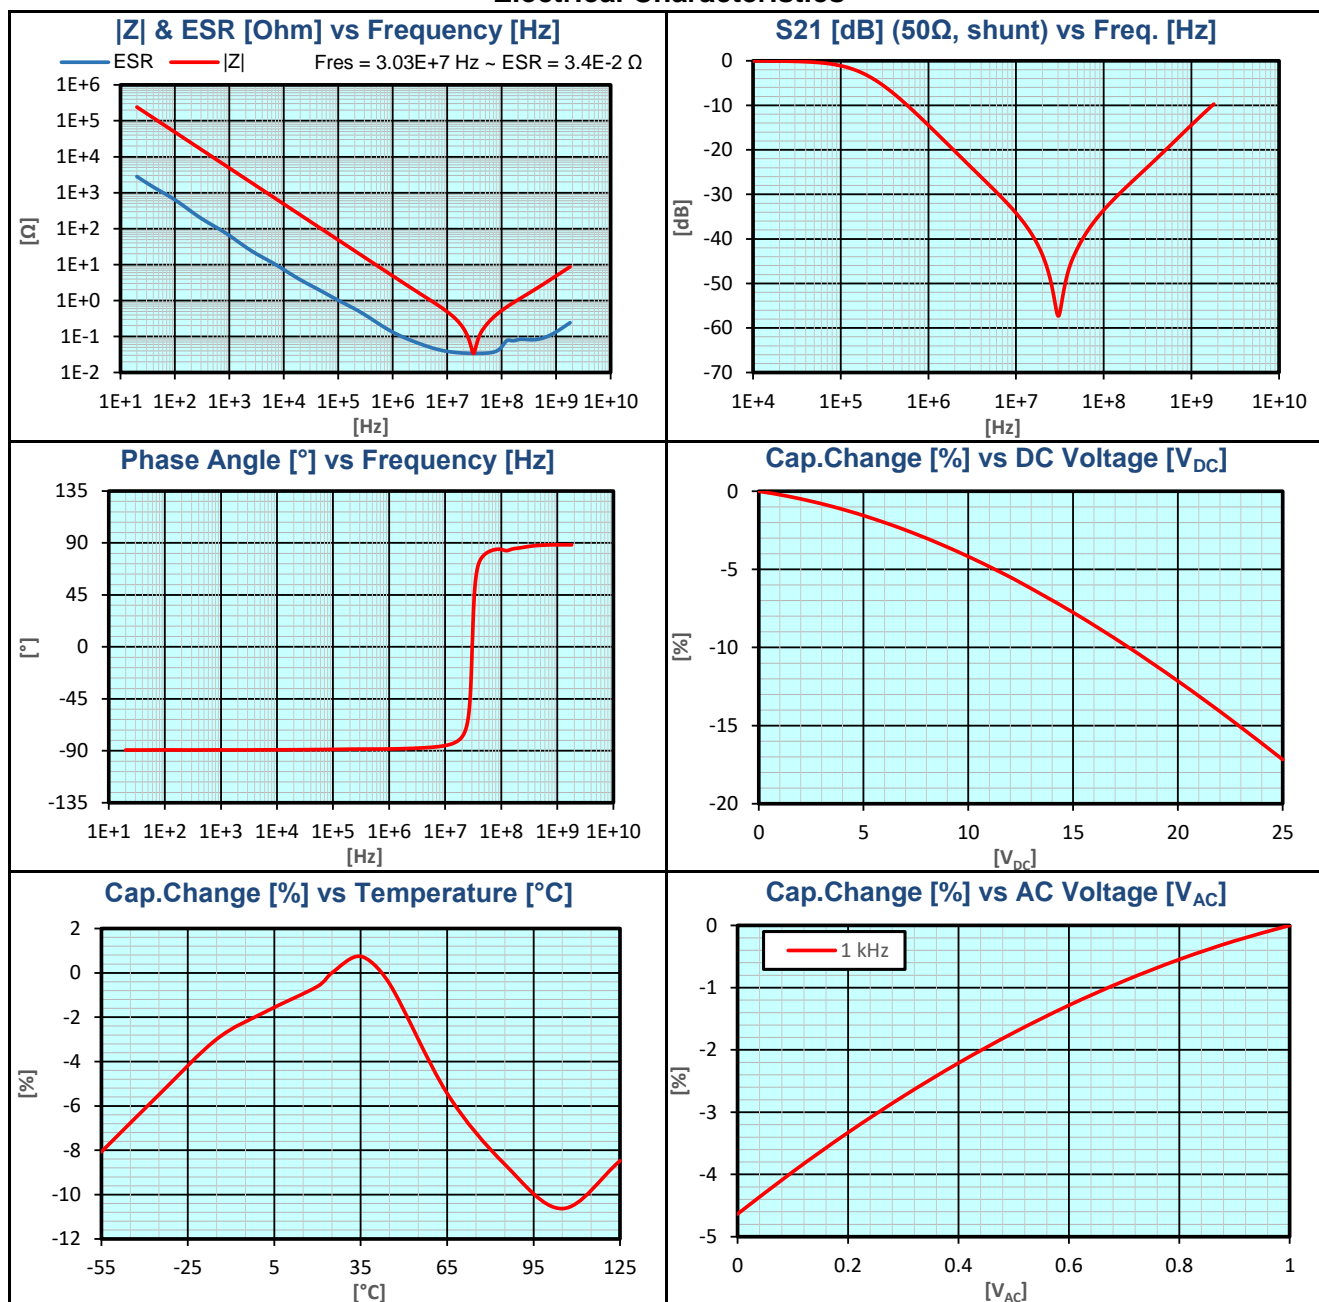 |Z| & ESR [Ohm] vs Frequency [Hz]
ESR |Z| Fres = 3.03E+7 Hz ~ ESR = 3.4E-2 Ω
1E+6
1E+5
1E+4
1E+3
1E+2
1E+1
1E+0
1E-1
1E-2
[Ω]
1E+1 1E+2 1E+3 1E+4 1E+5 1E+6 1E+7 1E+8 1E+9 1E+10
[Hz]
S21 [dB] (50Ω, shunt) vs Freq. [Hz]
0
-10
-20
-30
-40
-50
-60
-70
[dB]
1E+4 1E+5 1E+6 1E+7 1E+8 1E+9 1E+10
[Hz]
Phase Angle [°] vs Frequency [Hz]
135
90
45
0
-45
-90
-135
[°]
1E+1 1E+2 1E+3 1E+4 1E+5 1E+6 1E+7 1E+8 1E+9 1E+10
[Hz]
Cap.Change [%] vs DC Voltage [VDC]
0
-5
-10
-15
-20
[%]
0 5 10 15 20 25
[VDC]
Cap.Change [%] vs Temperature [°C]
2
0
-2
-4
-6
-8
-10
-12
[%]
-55 -25 5 35 65 95 125
[°C]
Cap.Change [%] vs AC Voltage [VAC]
1 kHz
0
-1
-2
-3
-4
-5
[%]
0 0.2 0.4 0.6 0.8 1
[VAC]